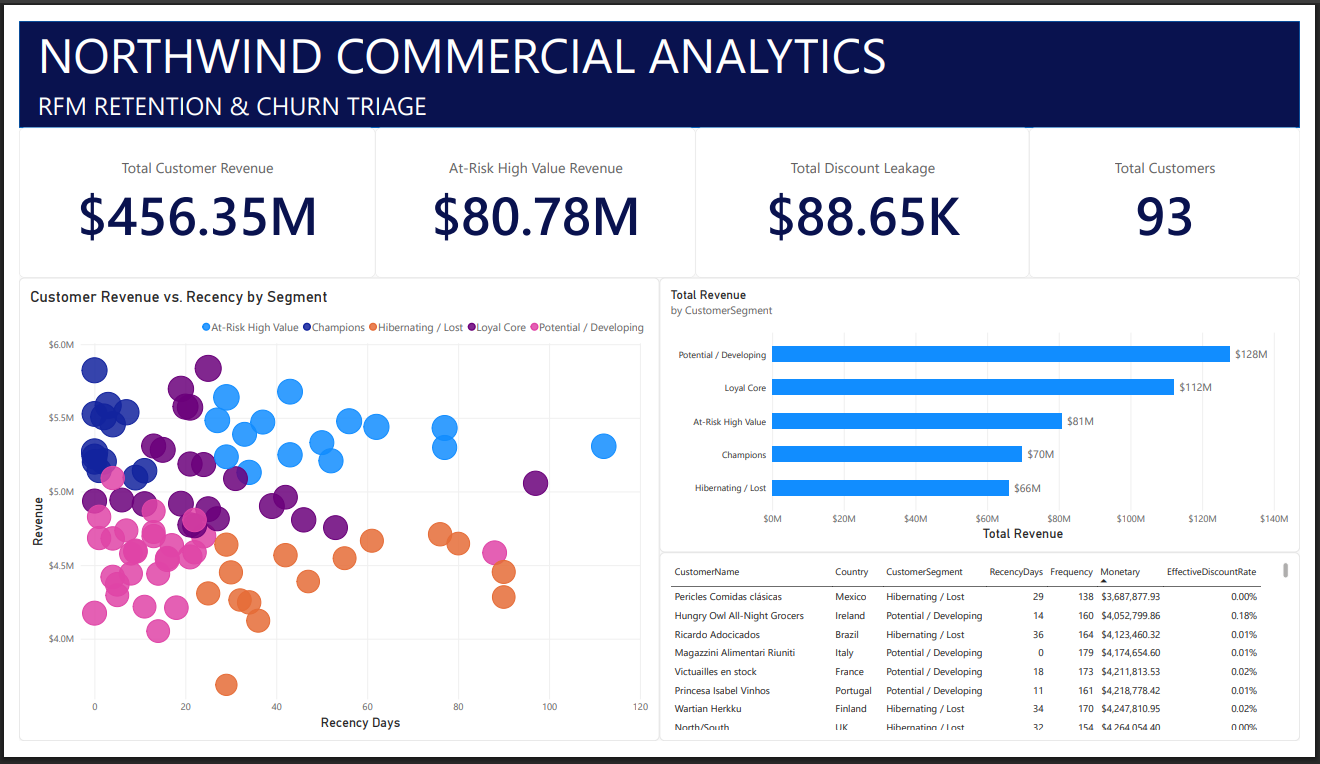 NORTHWIND COMMERCIAL ANALYTICS
RFM RETENTION & CHURN TRIAGE
Total Customer Revenue
$456.35M
At-Risk High Value Revenue
$80.78M
Total Discount Leakage
$88.65K
Total Customers
93
Customer Revenue vs. Recency by Segment
At-Risk High Value Champions Hibernating / Lost Loyal Core Potential / Developing
Revenue
$6.0M
$5.5M
$5.0M
$4.5M
$4.0M
0 20 40 60 80 100 120
Recency Days
Total Revenue
by CustomerSegment
Potential / Developing $128M
Loyal Core $112M
At-Risk High Value $81M
Champions $70M
Hibernating / Lost $66M
$0M $20M $40M $60M $80M $100M $120M $140M
Total Revenue
CustomerName Country CustomerSegment RecencyDays Frequency Monetary EffectiveDiscountRate
Pericles Comidas clásicas Mexico Hibernating / Lost 29 138 $3,687,877.93 0.00%
Hungry Owl All-Night Grocers Ireland Potential / Developing 14 160 $4,052,799.86 0.18%
Ricardo Adocicados Brazil Hibernating / Lost 36 164 $4,123,460.32 0.01%
Magazzini Alimentari Riuniti Italy Potential / Developing 0 179 $4,174,654.60 0.01%
Victuailles en stock France Potential / Developing 18 173 $4,211,813.53 0.02%
Princesa Isabel Vinhos Portugal Potential / Developing 11 161 $4,218,778.42 0.01%
Wartian Herkku Finland Hibernating / Lost 34 170 $4,247,810.95 0.02%
North/South UK Hibernating / Lost 32 154 $4,264,054.40 0.00%